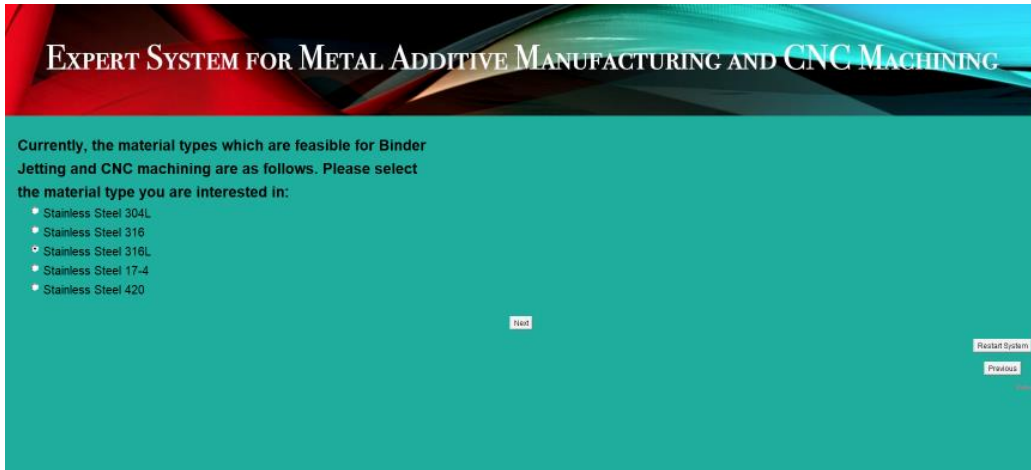 Expert System for Metal Additive Manufacturing and CNC Machining
Currently, the material types which are feasible for Binder
Jetting and CNC machining are as follows. Please select
the material type you are interested in:
Stainless Steel 304L
Stainless Steel 316
Stainless Steel 316L
Stainless Steel 17-4
Stainless Steel 420
Next
Restart System
Previous